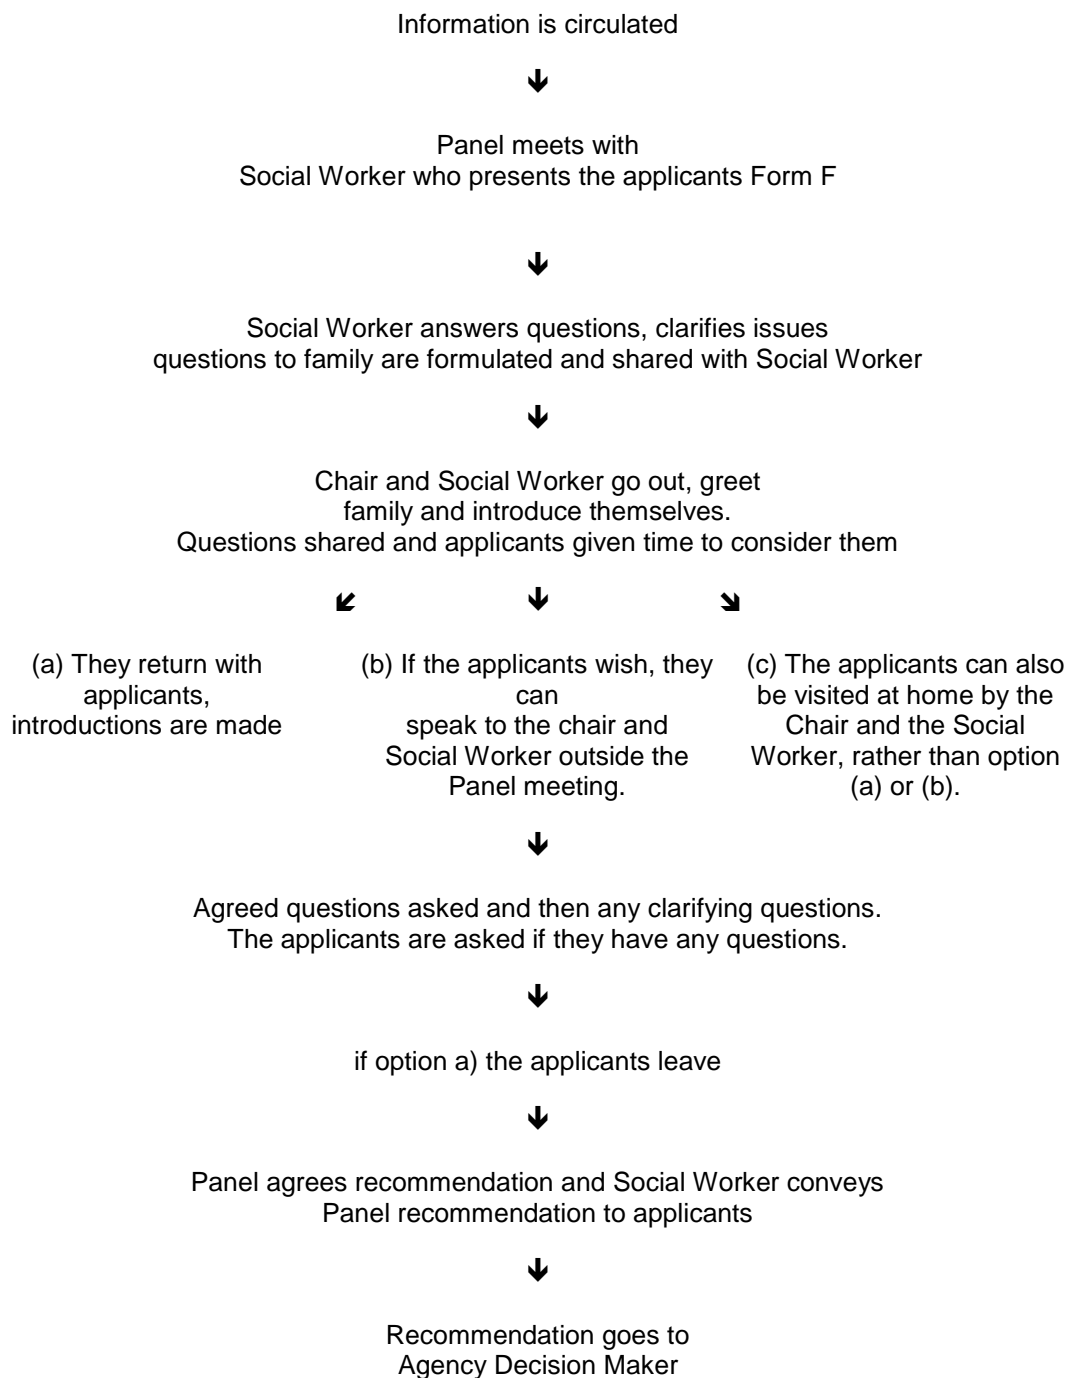 Information is circulated
Panel meets with
Social Worker who presents the applicants Form F
Social Worker answers questions, clarifies issues
questions to family are formulated and shared with Social Worker
Chair and Social Worker go out, greet
family and introduce themselves.
Questions shared and applicants given time to consider them
(a) They return with
applicants,
introductions are made
(b) If the applicants wish, they
can
speak to the chair and
Social Worker outside the
Panel meeting.
(c) The applicants can also
be visited at home by the
Chair and the Social
Worker, rather than option
(a) or (b).
Agreed questions asked and then any clarifying questions.
The applicants are asked if they have any questions.
if option a) the applicants leave
Panel agrees recommendation and Social Worker conveys
Panel recommendation to applicants
Recommendation goes to
Agency Decision Maker